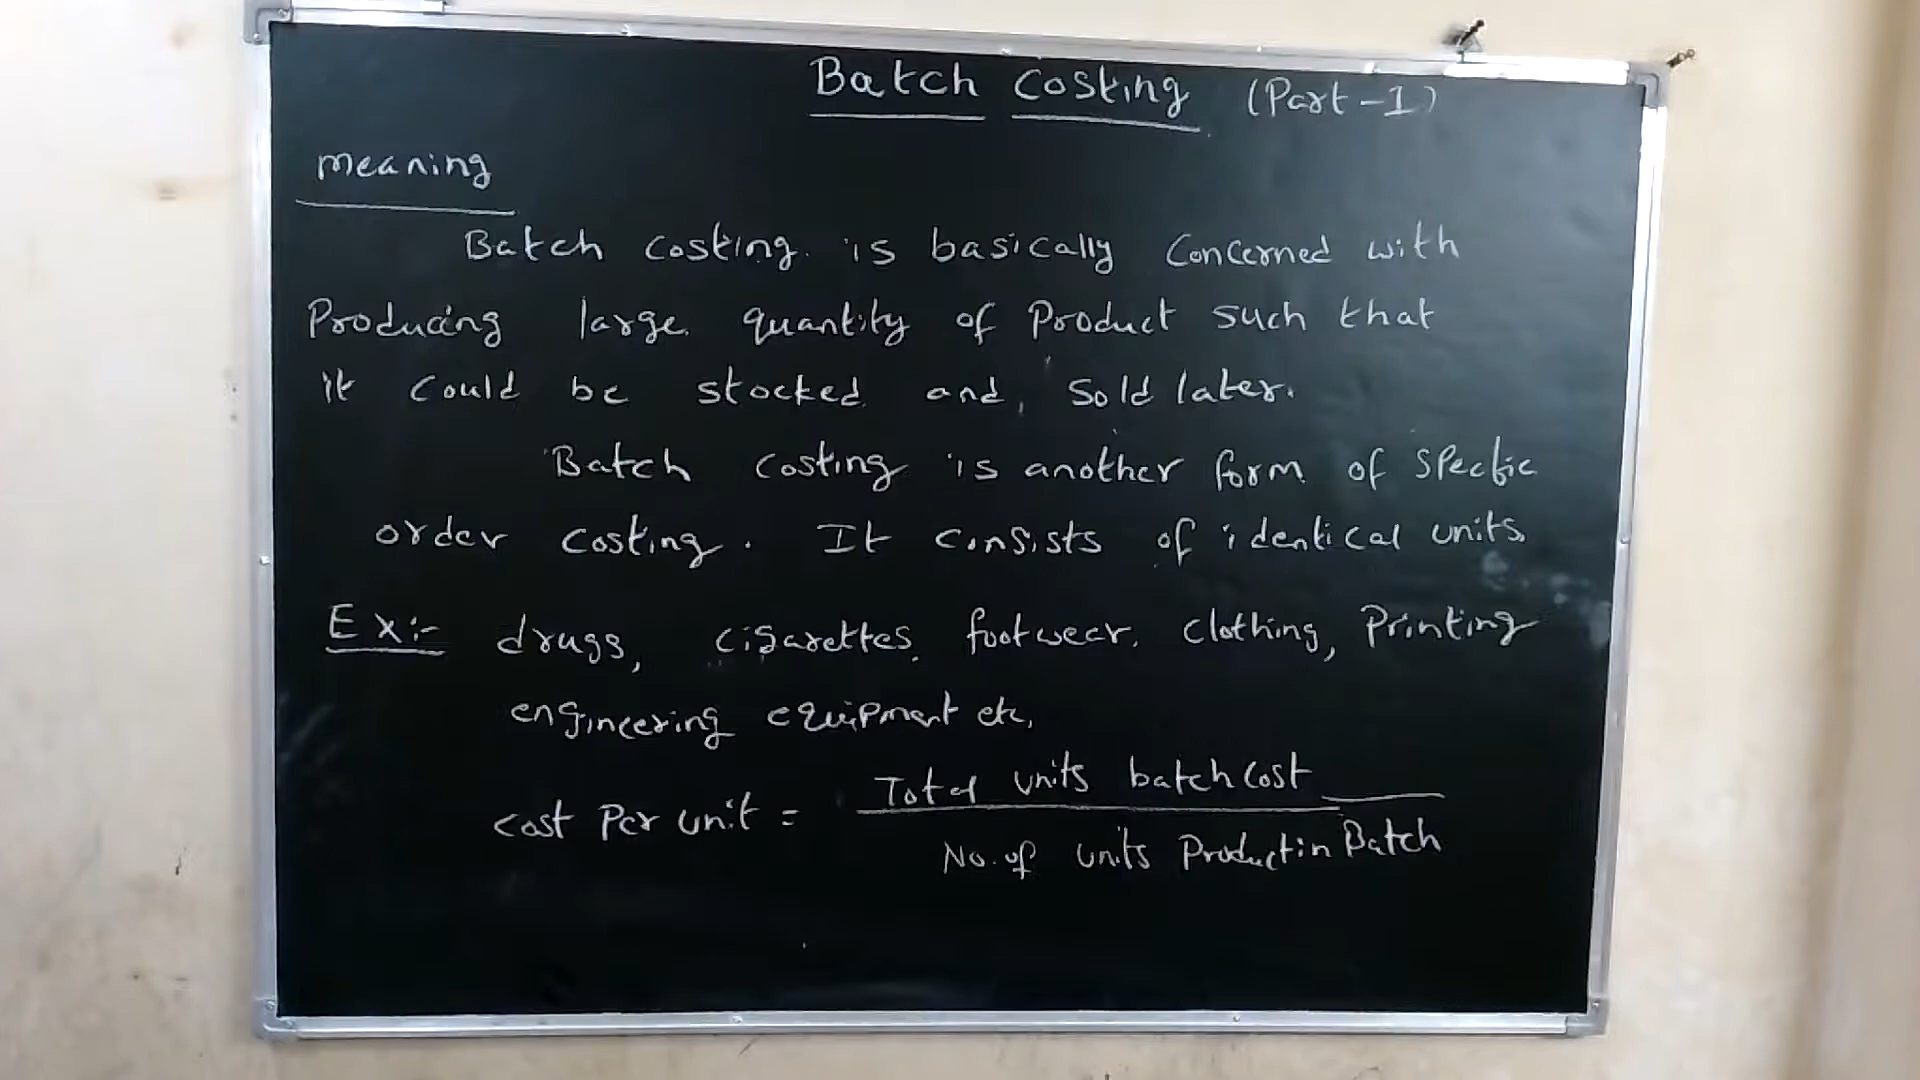 Batch Costing (Part-1)
meaning
Batch costing is basically Concerned with
Producing large quantity of Product such that
it could be stocked and, sold later.
Batch costing is another form of specfic
order costing. It consists of identical units.
Ex:- drugs, cigarettes, footwear, clothing, Printing
engineering equipment etc,
cost Per unit = Total units batch cost
No. of units Product in Batch